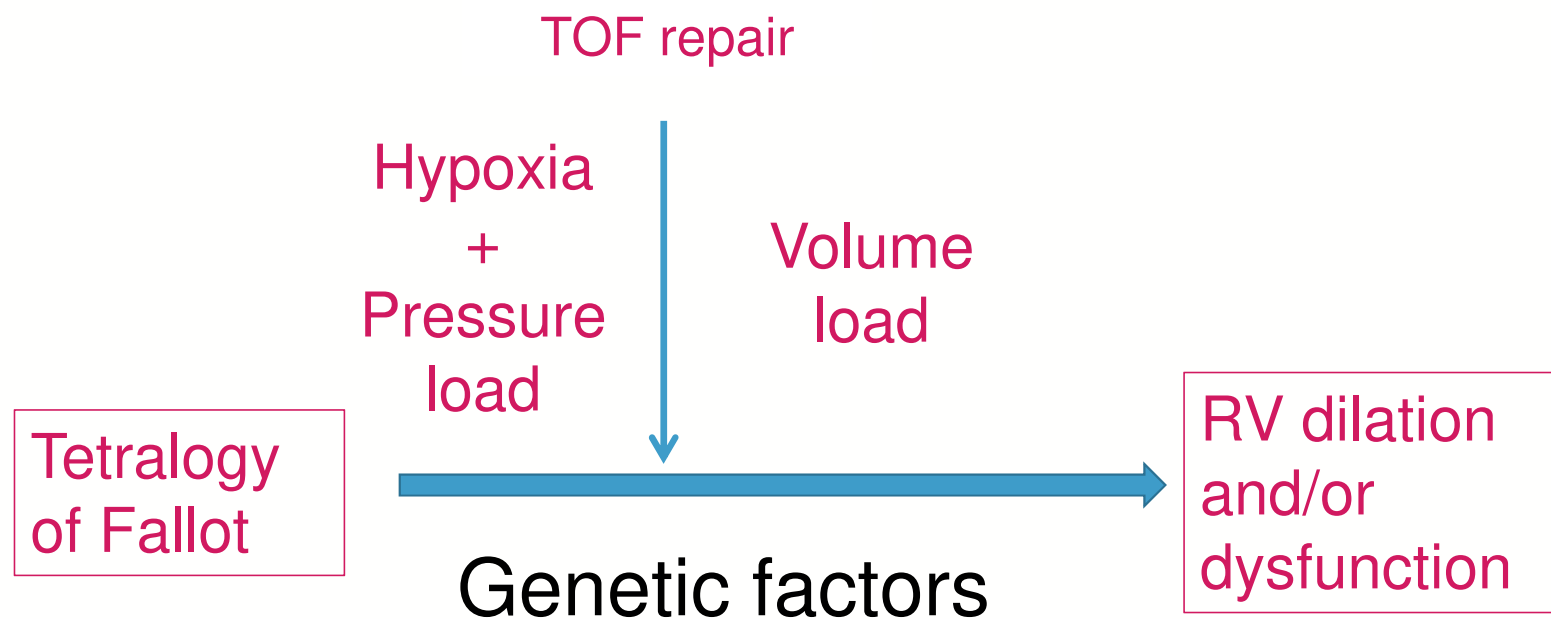 TOF repair
Hypoxia
+
Pressure
load
Volume
load
Tetralogy
of Fallot
RV dilation
and/or
dysfunction
Genetic factors